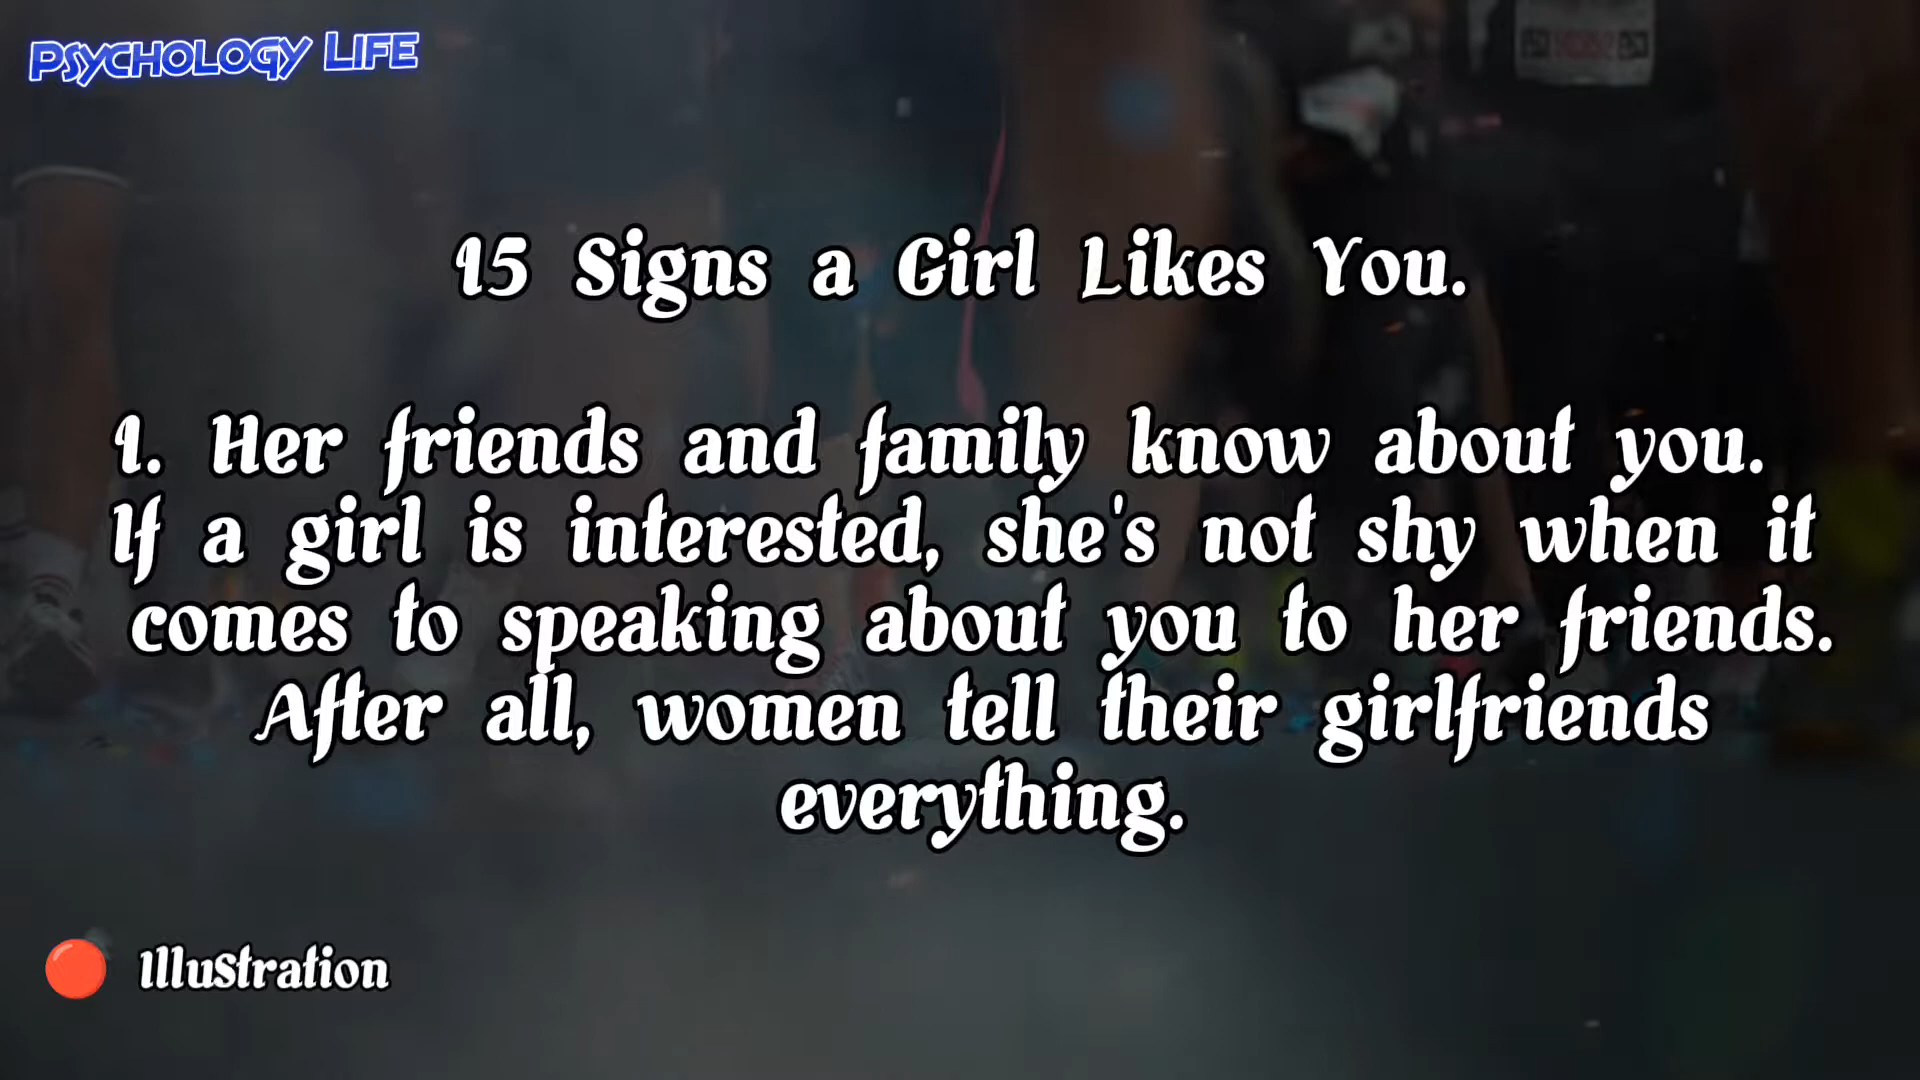 PSYCHOLOGY LIFE
15 Signs a Girl Likes You.
1. Her friends and family know about you.
If a girl is interested, she's not shy when it
comes to speaking about you to her friends.
After all, women tell their girlfriends
everything.
Illustration